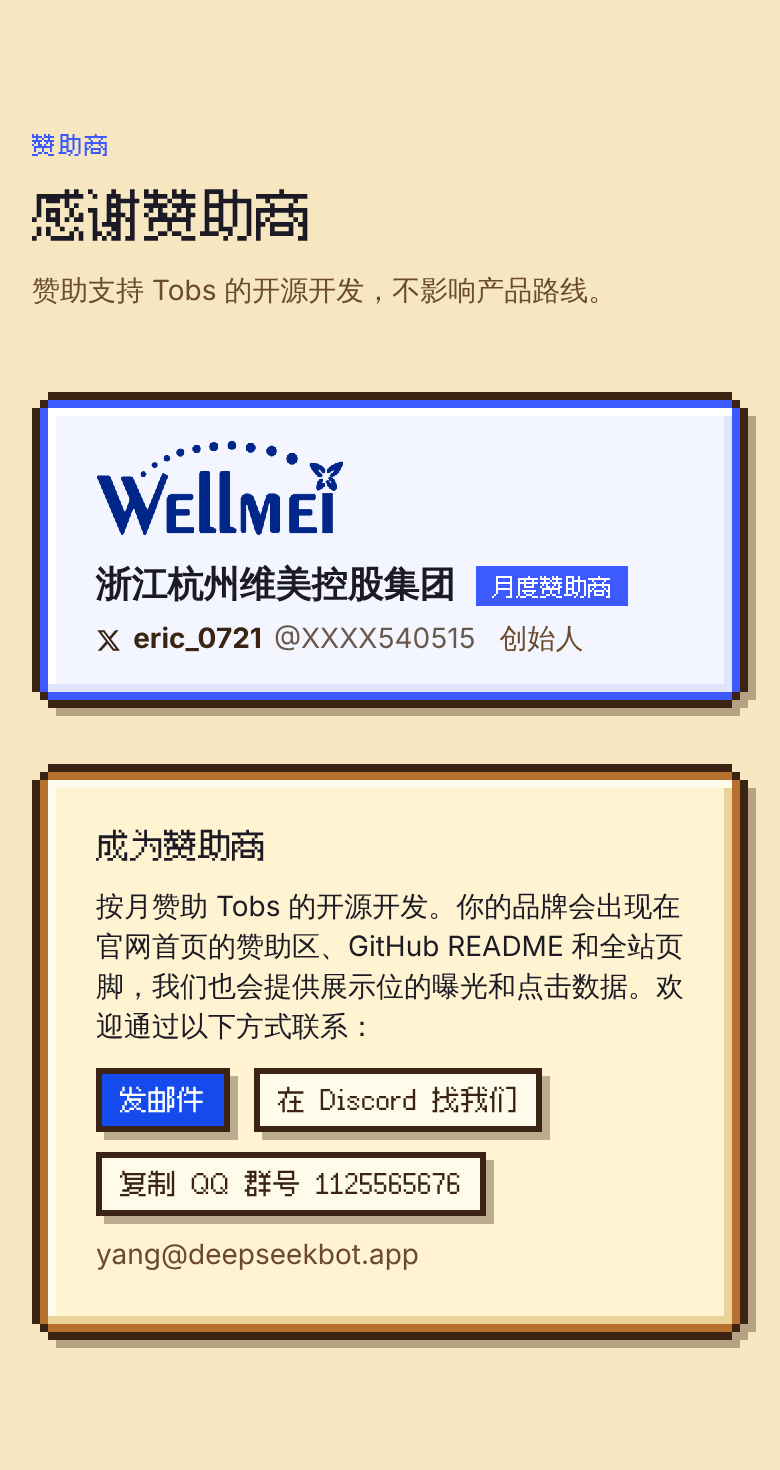 赞助商
感谢赞助商
赞助支持 Tobs 的开源开发，不影响产品路线。
WELLMEI
浙江杭州维美控股集团 月度赞助商
X eric_0721 @XXXX540515 创始人
成为赞助商
按月赞助 Tobs 的开源开发。你的品牌会出现在
官网首页的赞助区、GitHub README 和全站页
脚，我们也会提供展示位的曝光和点击数据。欢
迎通过以下方式联系：
发邮件 在 Discord 找我们
复制 QQ 群号 1125565676
yang@deepseekbot.app